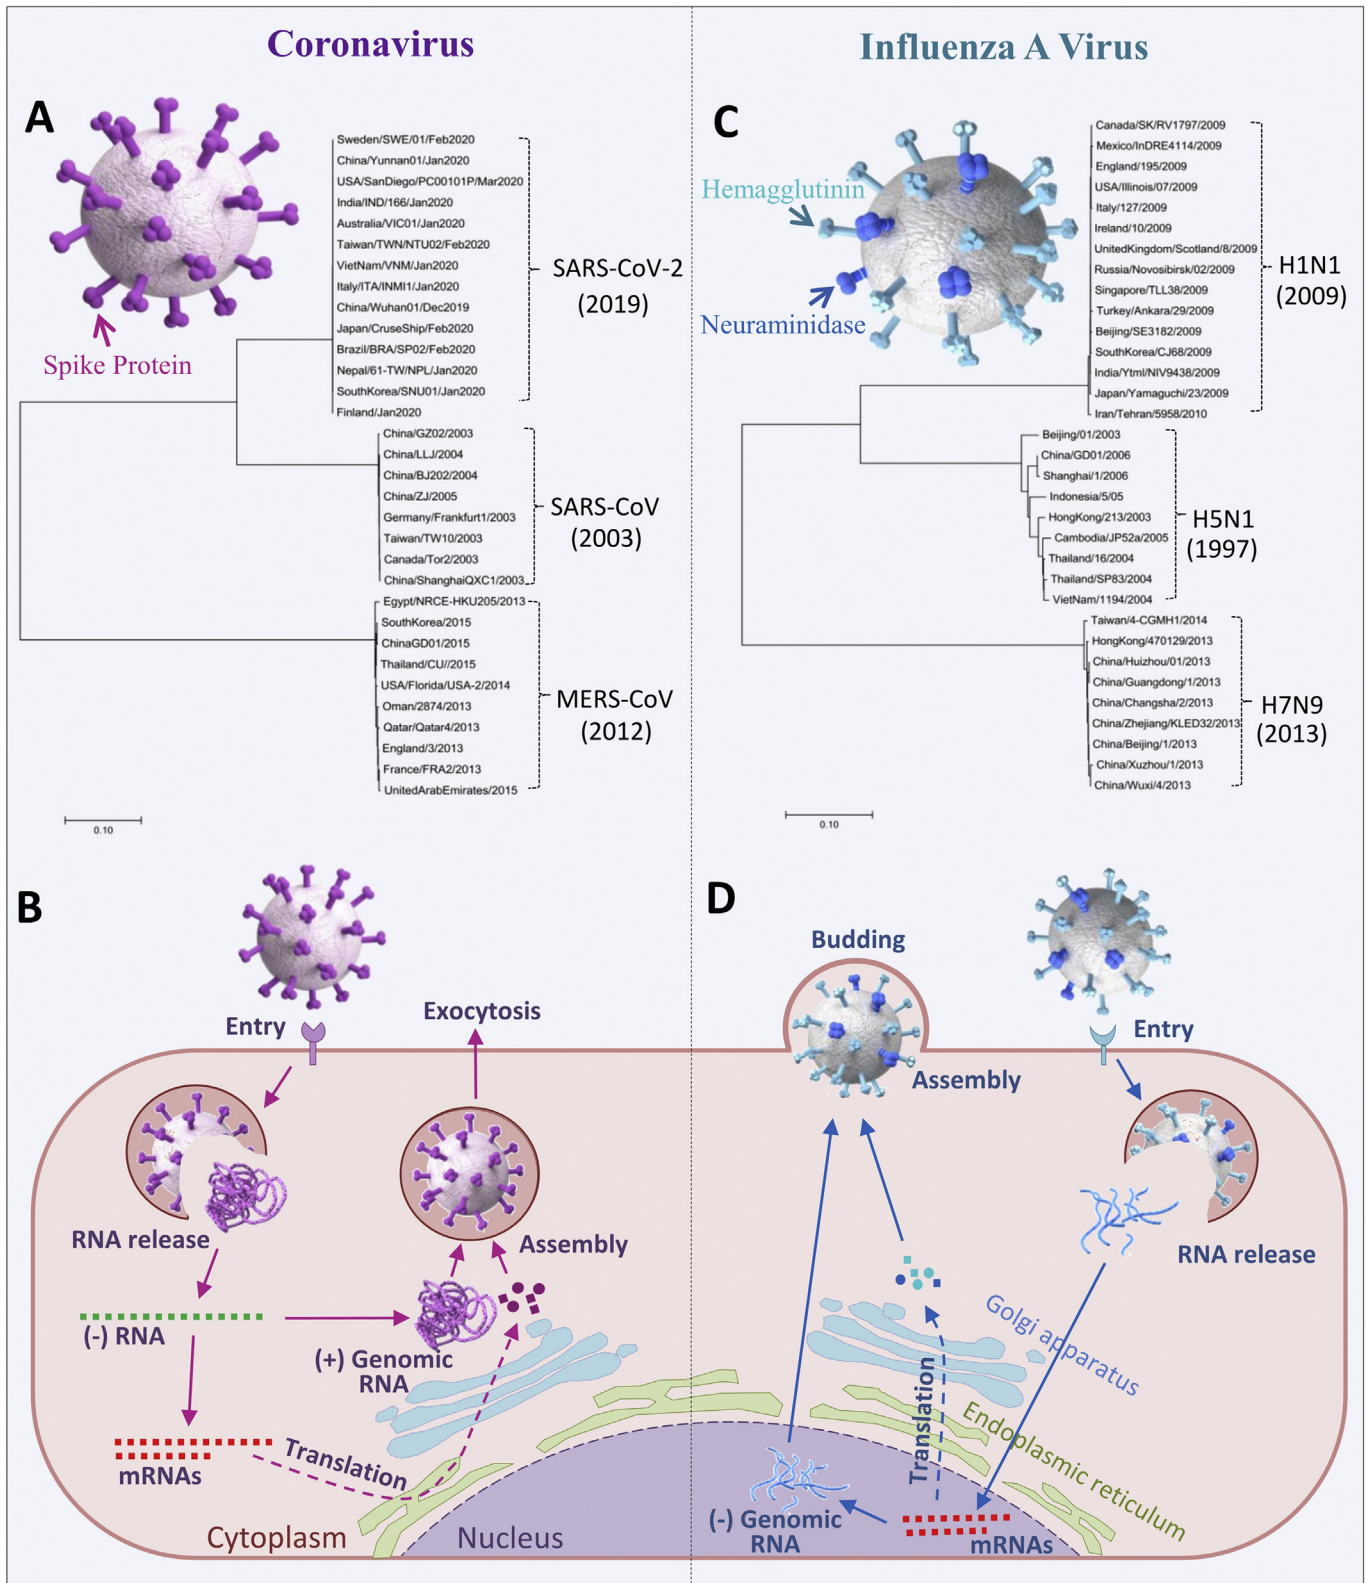 Coronavirus
Influenza A Virus
A
Spike Protein
Sweden/SWE/01/Feb2020
China/Yunnan01/Jan2020
USA/SanDiego/PC00101P/Mar2020
India/IND/166/Jan2020
Australia/VIC01/Jan2020
Taiwan/TWN/NTU02/Feb2020
VietNam/VNM/Jan2020
Italy/ITA/INMI1/Jan2020
China/Wuhan01/Dec2019
Japan/CruseShip/Feb2020
Brazil/BRA/SP02/Feb2020
Nepal/61-TW/NPL/Jan2020
SouthKorea/SNU01/Jan2020
Finland/Jan2020
SARS-CoV-2
(2019)
China/GZ02/2003
China/LLJ/2004
China/BJ202/2004
China/ZJ/2005
Germany/Frankfurt1/2003
Taiwan/TW10/2003
Canada/Tor2/2003
China/ShanghaiQXC1/2003
SARS-CoV
(2003)
Egypt/NRCE-HKU205/2013
SouthKorea/2015
ChinaGD01/2015
Thailand/CU//2015
USA/Florida/USA-2/2014
Oman/2874/2013
Qatar/Qatar4/2013
England/3/2013
France/FRA2/2013
UnitedArabEmirates/2015
MERS-CoV
(2012)
0.10
C
Hemagglutinin
Neuraminidase
Canada/SK/RV1797/2009
Mexico/InDRE4114/2009
England/195/2009
USA/Illinois/07/2009
Italy/127/2009
Ireland/10/2009
UnitedKingdom/Scotland/8/2009
Russia/Novosibirsk/02/2009
Singapore/TLL38/2009
Turkey/Ankara/29/2009
Beijing/SE3182/2009
SouthKorea/CJ68/2009
India/Ytml/NIV9438/2009
Japan/Yamaguchi/23/2009
Iran/Tehran/5958/2010
H1N1
(2009)
Beijing/01/2003
China/GD01/2006
Shanghai/1/2006
Indonesia/5/05
HongKong/213/2003
Cambodia/JP52a/2005
Thailand/16/2004
Thailand/SP83/2004
VietNam/1194/2004
H5N1
(1997)
Taiwan/4-CGMH1/2014
HongKong/470129/2013
China/Huizhou/01/2013
China/Guangdong/1/2013
China/Changsha/2/2013
China/Zhejiang/KLED32/2013
China/Beijing/1/2013
China/Xuzhou/1/2013
China/Wuxi/4/2013
H7N9
(2013)
0.10
B
Entry
Exocytosis
RNA release
Assembly
(-) RNA
(+) Genomic
RNA
mRNAs
Translation
Cytoplasm
Nucleus
D
Budding
Entry
Assembly
RNA release
Golgi apparatus
Translation
Endoplasmic reticulum
(-) Genomic
RNA
mRNAs